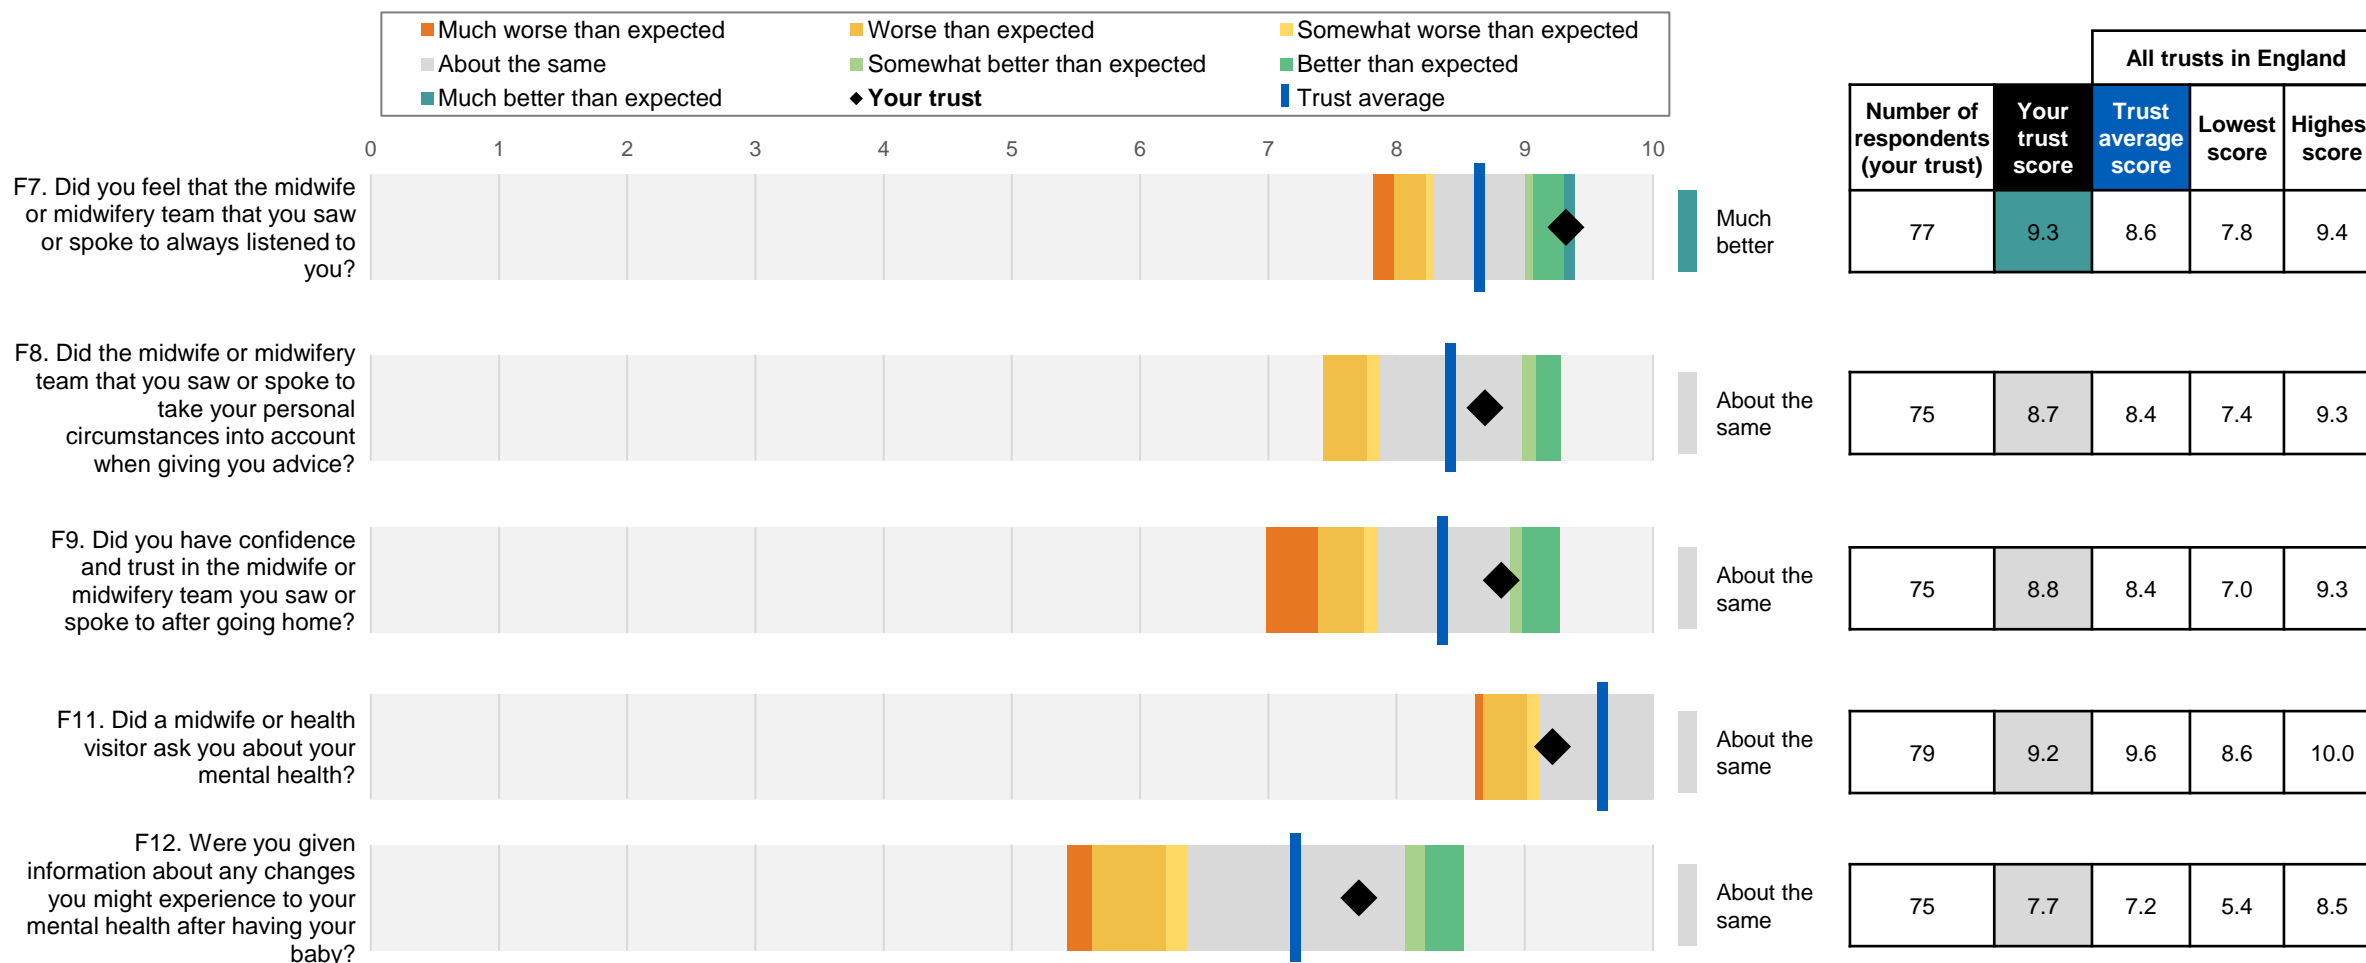 Much worse than expected
Worse than expected
Somewhat worse than expected
About the same
Somewhat better than expected
Better than expected
Much better than expected
Your trust
Trust average
All trusts in England
Number of
respondents
(your trust)
Your
trust
score
Trust
average
score
Lowest
score
Highes
score
0 1 2 3 4 5 6 7 8 9 10
F7. Did you feel that the midwife
or midwifery team that you saw
or spoke to always listened to
you?
Much
better
77 9.3 8.6 7.8 9.4
F8. Did the midwife or midwifery
team that you saw or spoke to
take your personal
circumstances into account
when giving you advice?
About the
same
75 8.7 8.4 7.4 9.3
F9. Did you have confidence
and trust in the midwife or
midwifery team you saw or
spoke to after going home?
About the
same
75 8.8 8.4 7.0 9.3
F11. Did a midwife or health
visitor ask you about your
mental health?
About the
same
79 9.2 9.6 8.6 10.0
F12. Were you given
information about any changes
you might experience to your
mental health after having your
baby?
About the
same
75 7.7 7.2 5.4 8.5